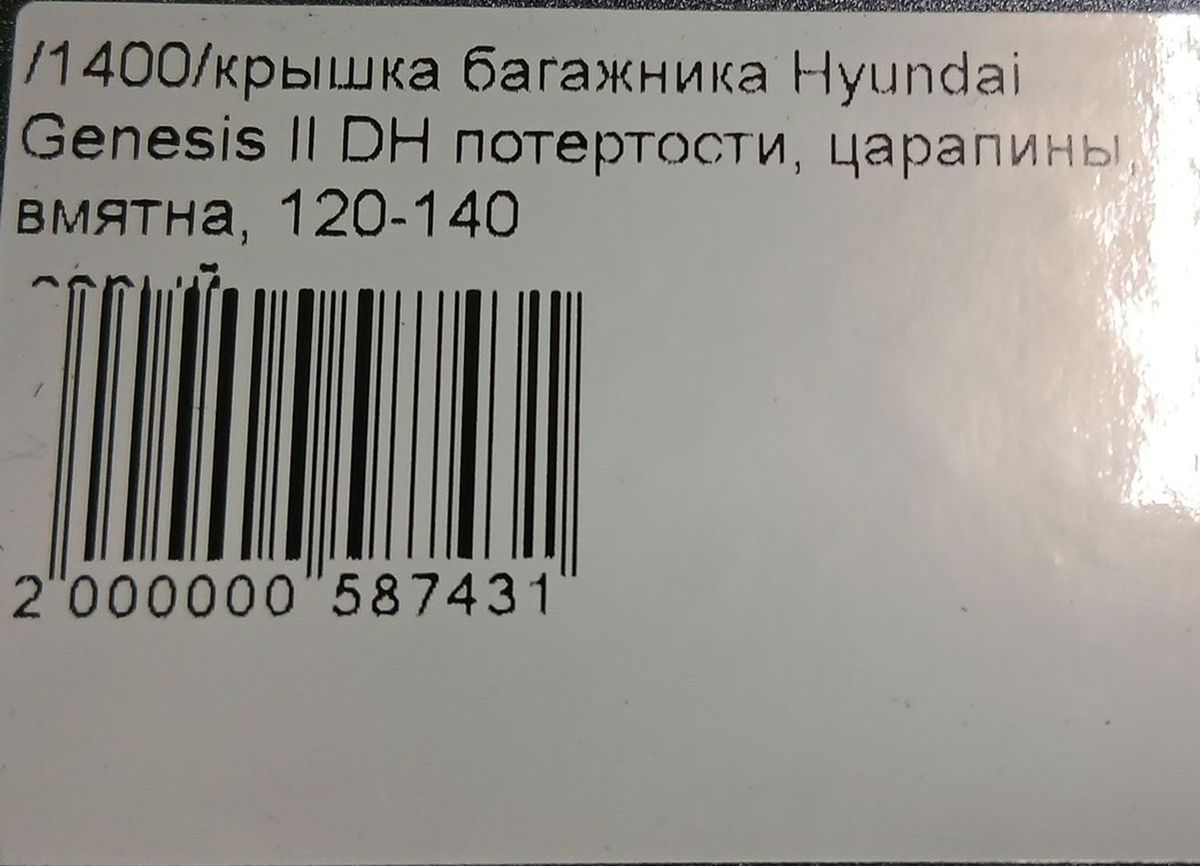 /1400/крышка багажника Hyundai
Genesis II DH потертости, царапины,
вмятна, 120-140
2 000000 587431